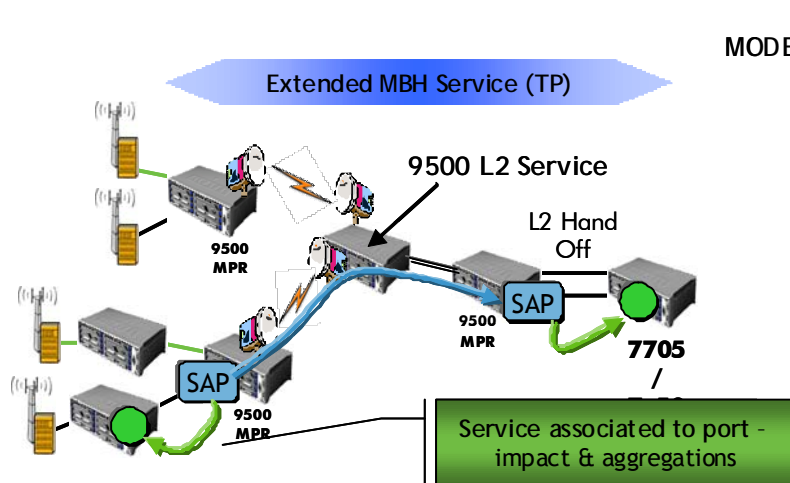 MODE
Extended MBH Service (TP)
9500 L2 Service
L2 Hand
Off
9500
MPR
SAP
9500
MPR
7705
/
SAP
9500
MPR
Service associated to port -
impact & aggregations